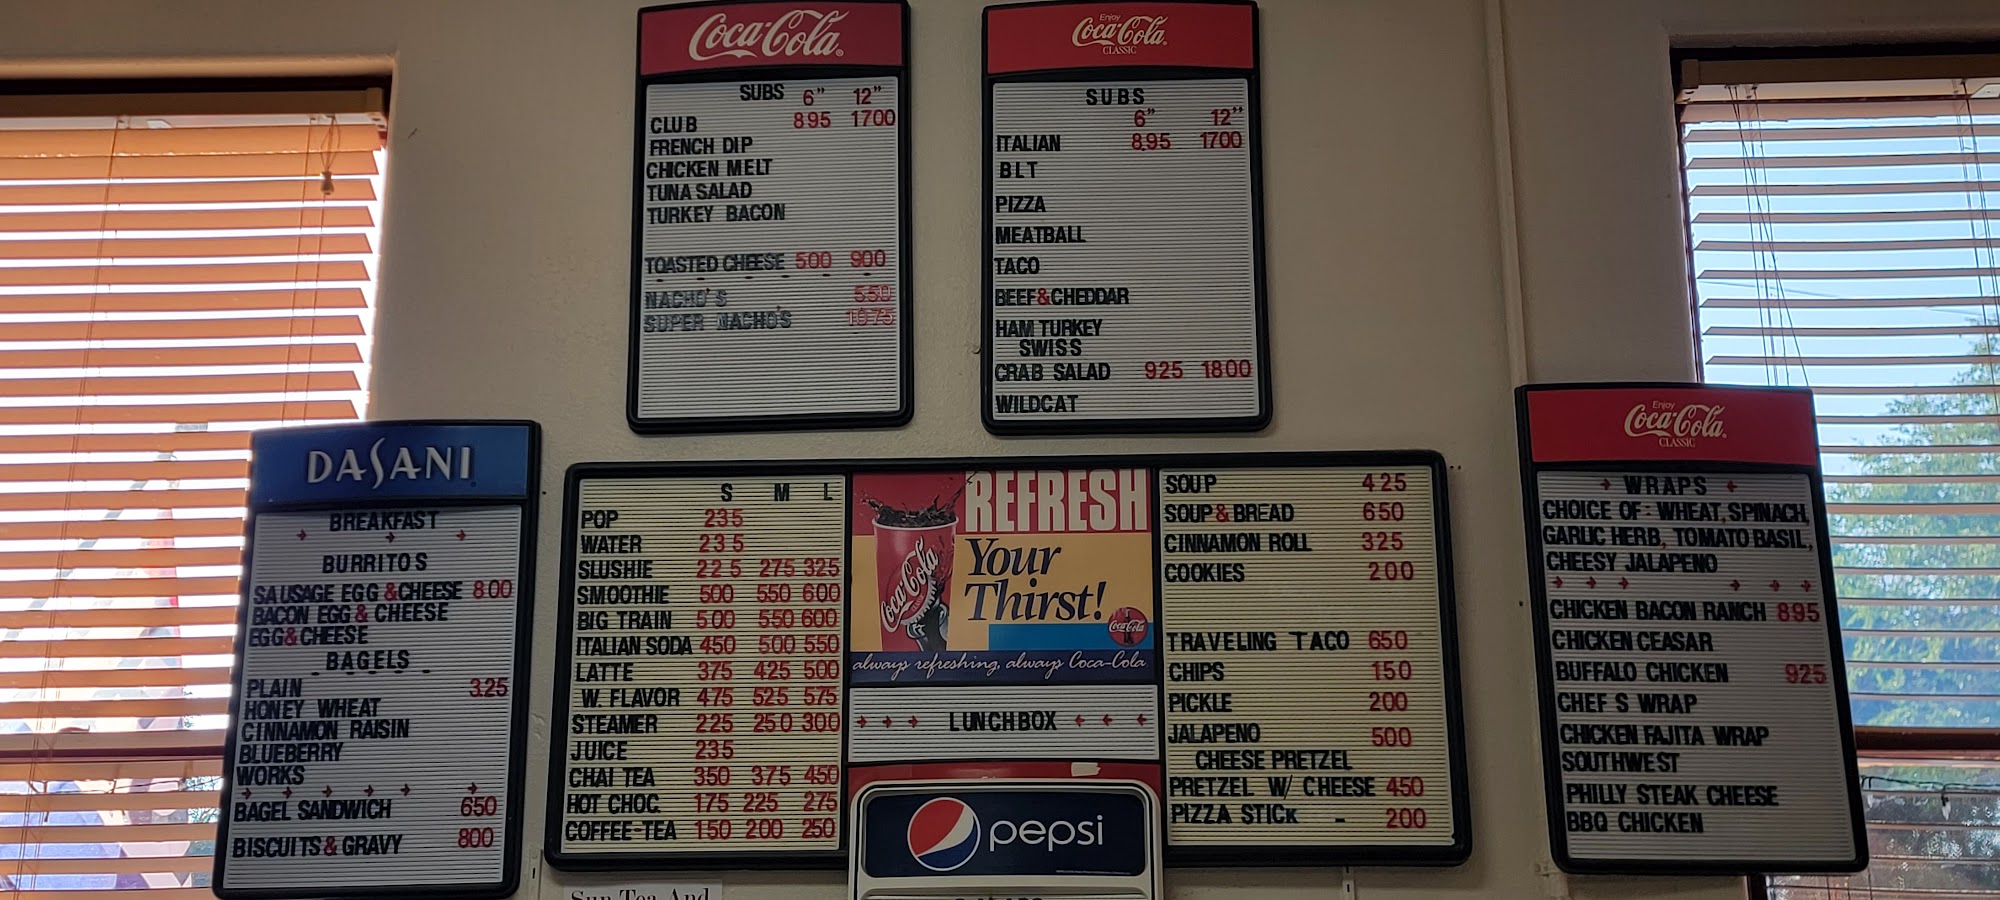 Coca-Cola
SUBS 6" 12"
CLUB 895 1700
FRENCH DIP
CHICKEN MELT
TUNA SALAD
TURKEY BACON
TOASTED CHEESE 500 900
NACHO'S 550
SUPER NACHO'S 1075
Enjoy
Coca-Cola
CLASSIC
SUBS
6" 12"
ITALIAN 8.95 1700
BLT
PIZZA
MEATBALL
TACO
BEEF&CHEDDAR
HAM TURKEY
SWISS
CRAB SALAD 925 1800
WILDCAT
DASANI
BREAKFAST
BURRITOS
SAUSAGE EGG &CHEESE 800
BACON EGG & CHEESE
EGG&CHEESE
BAGELS
PLAIN 325
HONEY WHEAT
CINNAMON RAISIN
BLUEBERRY
WORKS
BAGEL SANDWICH 650
BISCUITS & GRAVY 800
S M L
POP 235
WATER 235
SLUSHIE 225 275 325
SMOOTHIE 500 550 600
BIG TRAIN 500 550 600
ITALIAN SODA 450 500 550
LATTE 375 425 500
W. FLAVOR 475 525 575
STEAMER 225 250 300
JUICE 235
CHAI TEA 350 375 450
HOT CHOC. 175 225 275
COFFEE-TEA 150 200 250
REFRESH
Your
Thirst!
Coca-Cola
Coca-Cola
always refreshing, always Coca-Cola
LUNCHBOX
pepsi
SOUP 425
SOUP & BREAD 650
CINNAMON ROLL 325
COOKIES 200
TRAVELING TACO 650
CHIPS 150
PICKLE 200
JALAPENO 500
CHEESE PRETZEL
PRETZEL W/ CHEESE 450
PIZZA STICK - 200
Enjoy
Coca-Cola
CLASSIC
WRAPS
CHOICE OF: WHEAT, SPINACH,
GARLIC HERB, TOMATO BASIL,
CHEESY JALAPENO
CHICKEN BACON RANCH 895
CHICKEN CEASAR
BUFFALO CHICKEN 925
CHEF S WRAP
CHICKEN FAJITA WRAP
SOUTHWEST
PHILLY STEAK CHEESE
BBQ CHICKEN
Sun Tea And